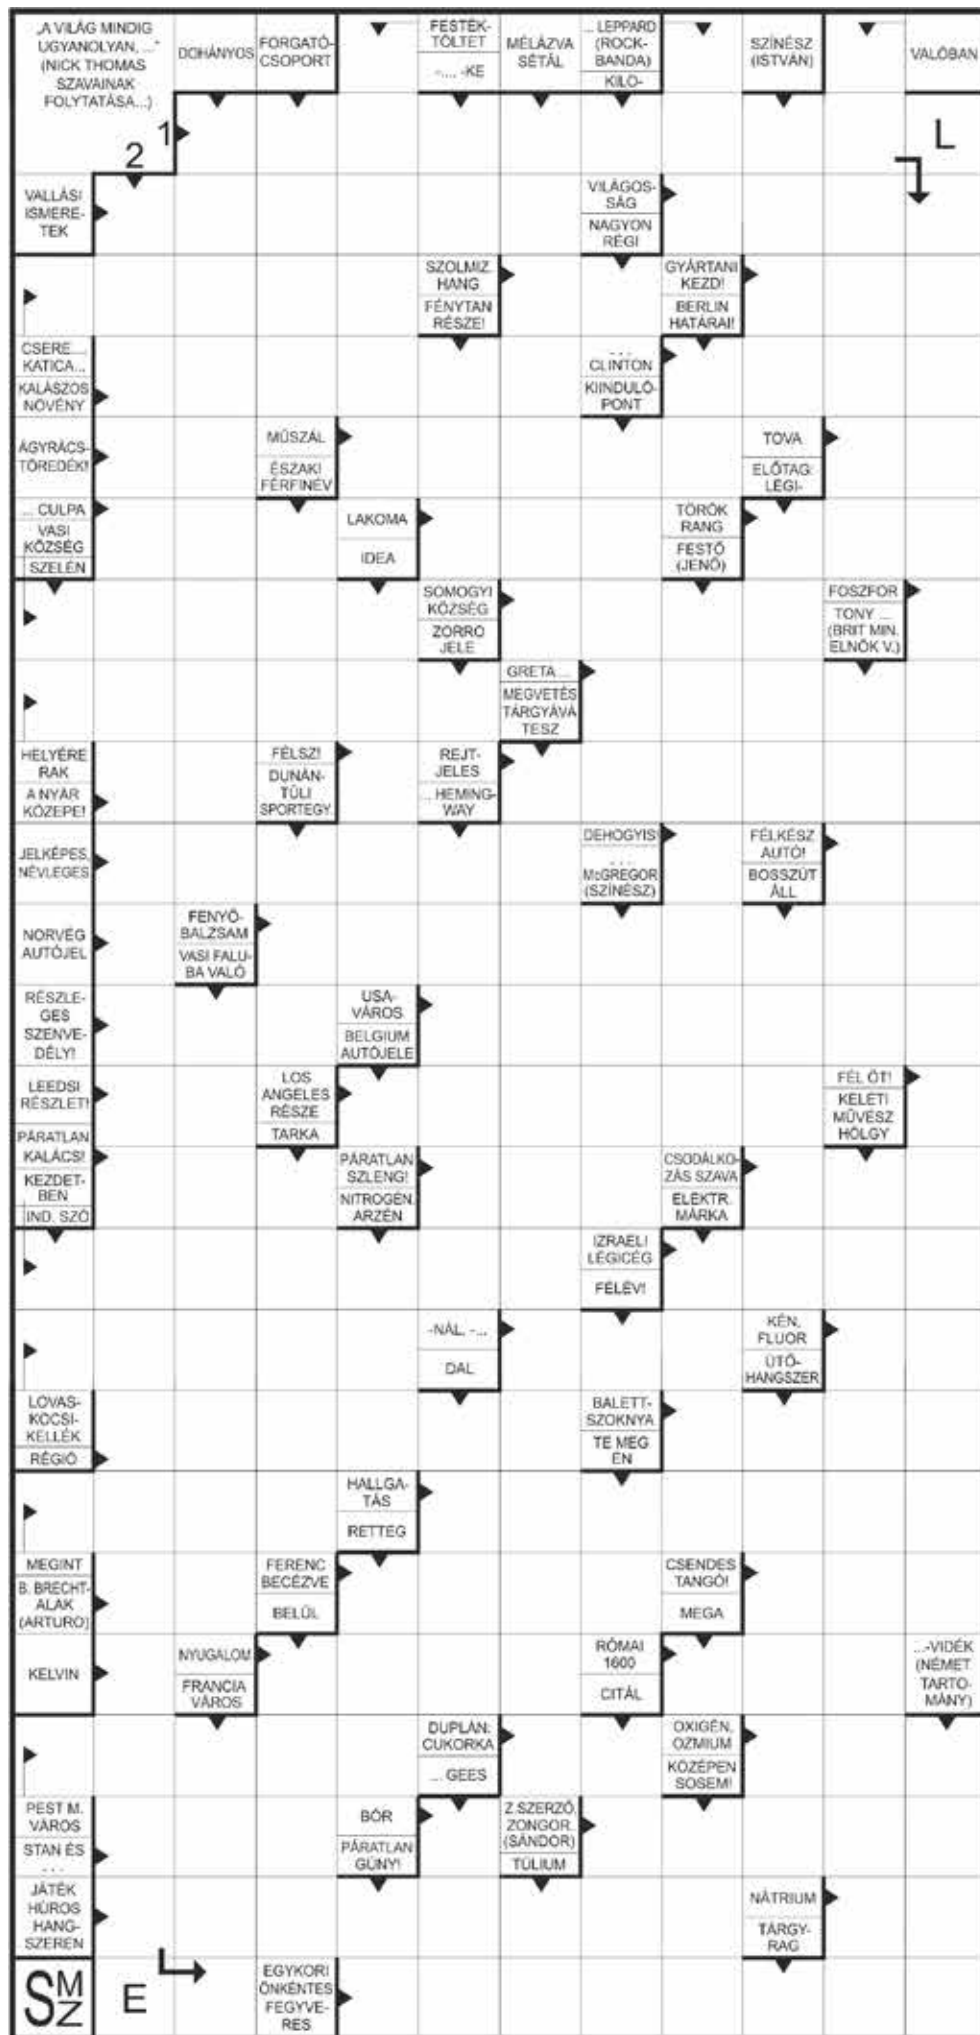 „A VILÁG MINDIG
UGYANOLYAN, ..."
(NICK THOMAS
SZAVAINAK
FOLYTATÁSA...)
DOHÁNYOS
FORGATÓ-
CSOPORT
FESTÉK-
TÖLTET
-..., -KE
MÉLÁZVA
SÉTÁL
... LEPPARD
(ROCK-
BANDA)
KILO-
SZÍNÉSZ
(ISTVÁN)
VALÓBAN
1
2
L
VALLÁSI
ISMERE-
TEK
VILÁGOS-
SÁG
NAGYON
RÉGI
SZOLMIZ.
HANG
FÉNYTAN
RÉSZE!
GYÁRTANI
KEZD!
BERLIN
HATÁRAI!
CSERE...,
KATICA...
KALÁSZOS
NÖVÉNY
...
CLINTON
KIINDULÓ-
PONT
ÁGYRÁCS-
TÖREDÉK!
MŰSZÁL
ÉSZAKI
FÉRFINÉV
TOVA
ELŐTAG:
LÉGI-
... CULPA
VASI
KÖZSÉG
SZELÉN
LAKOMA
IDEA
TÖRÖK
RANG
FESTŐ
(JENŐ)
SOMOGYI
KÖZSÉG
ZORRO
JELE
FOSZFOR
TONY ...
(BRIT MIN.
ELNÖK V.)
GRETA ...
MEGVETÉS
TÁRGYÁVÁ
TESZ
HELYÉRE
RAK
A NYÁR
KÖZEPE!
FÉLSZ!
DUNÁN-
TÚLI
SPORTEGY.
REJT-
JELES
... HEMING-
WAY
JELKÉPES,
NÉVLEGES
DEHOGYIS!
...
McGREGOR
(SZÍNÉSZ)
FÉLKÉSZ
AUTÓ!
BOSSZÚT
ÁLL
NORVÉG
AUTÓJEL
FENYŐ-
BALZSAM
VASI FALU-
BA VALÓ
RÉSZLE-
GES
SZENVE-
DÉLY!
USA-
VÁROS
BELGIUM
AUTÓJELE
LEEDSI
RÉSZLET!
LOS
ANGELES
RÉSZE
TARKA
FÉL ÖT!
KELETI
MŰVÉSZ
HÖLGY
PÁRATLAN
KALÁCS!
KEZDET-
BEN
IND. SZÓ
PÁRATLAN
SZLENG!
NITROGÉN,
ARZÉN
CSODÁLKO-
ZÁS SZAVA
ELEKTR.
MÁRKA
IZRAELI
LÉGICÉG
FÉLÉV!
-NÁL, -...
DAL
KÉN,
FLUOR
ÜTŐ-
HANGSZER
LOVAS-
KOCSI-
KELLÉK
RÉGIÓ
BALETT-
SZOKNYA
TE MEG
ÉN
HALLGA-
TÁS
RETTEG
MEGINT
B. BRECHT-
ALAK
(ARTURO)
FERENC
BECÉZVE
BELÜL
CSENDES
TANGÓ!
MEGA
KELVIN
NYUGALOM
FRANCIA
VÁROS
RÓMAI
1600
CITÁL
...-VIDÉK
(NÉMET
TARTO-
MÁNY)
DUPLÁN:
CUKORKA
... GEES
OXIGÉN,
OZMIUM
KÖZÉPEN
SOSEM!
PEST M.
VÁROS
STAN ÉS
...
BÓR
PÁRATLAN
GÚNY!
Z.SZERZŐ,
ZONGOR.
(SÁNDOR)
TÚLIUM
JÁTÉK
HÚROS
HANG-
SZEREN
NÁTRIUM
TÁRGY-
RAG
SMZ
E
EGYKORI
ÖNKÉNTES
FEGYVE-
RES